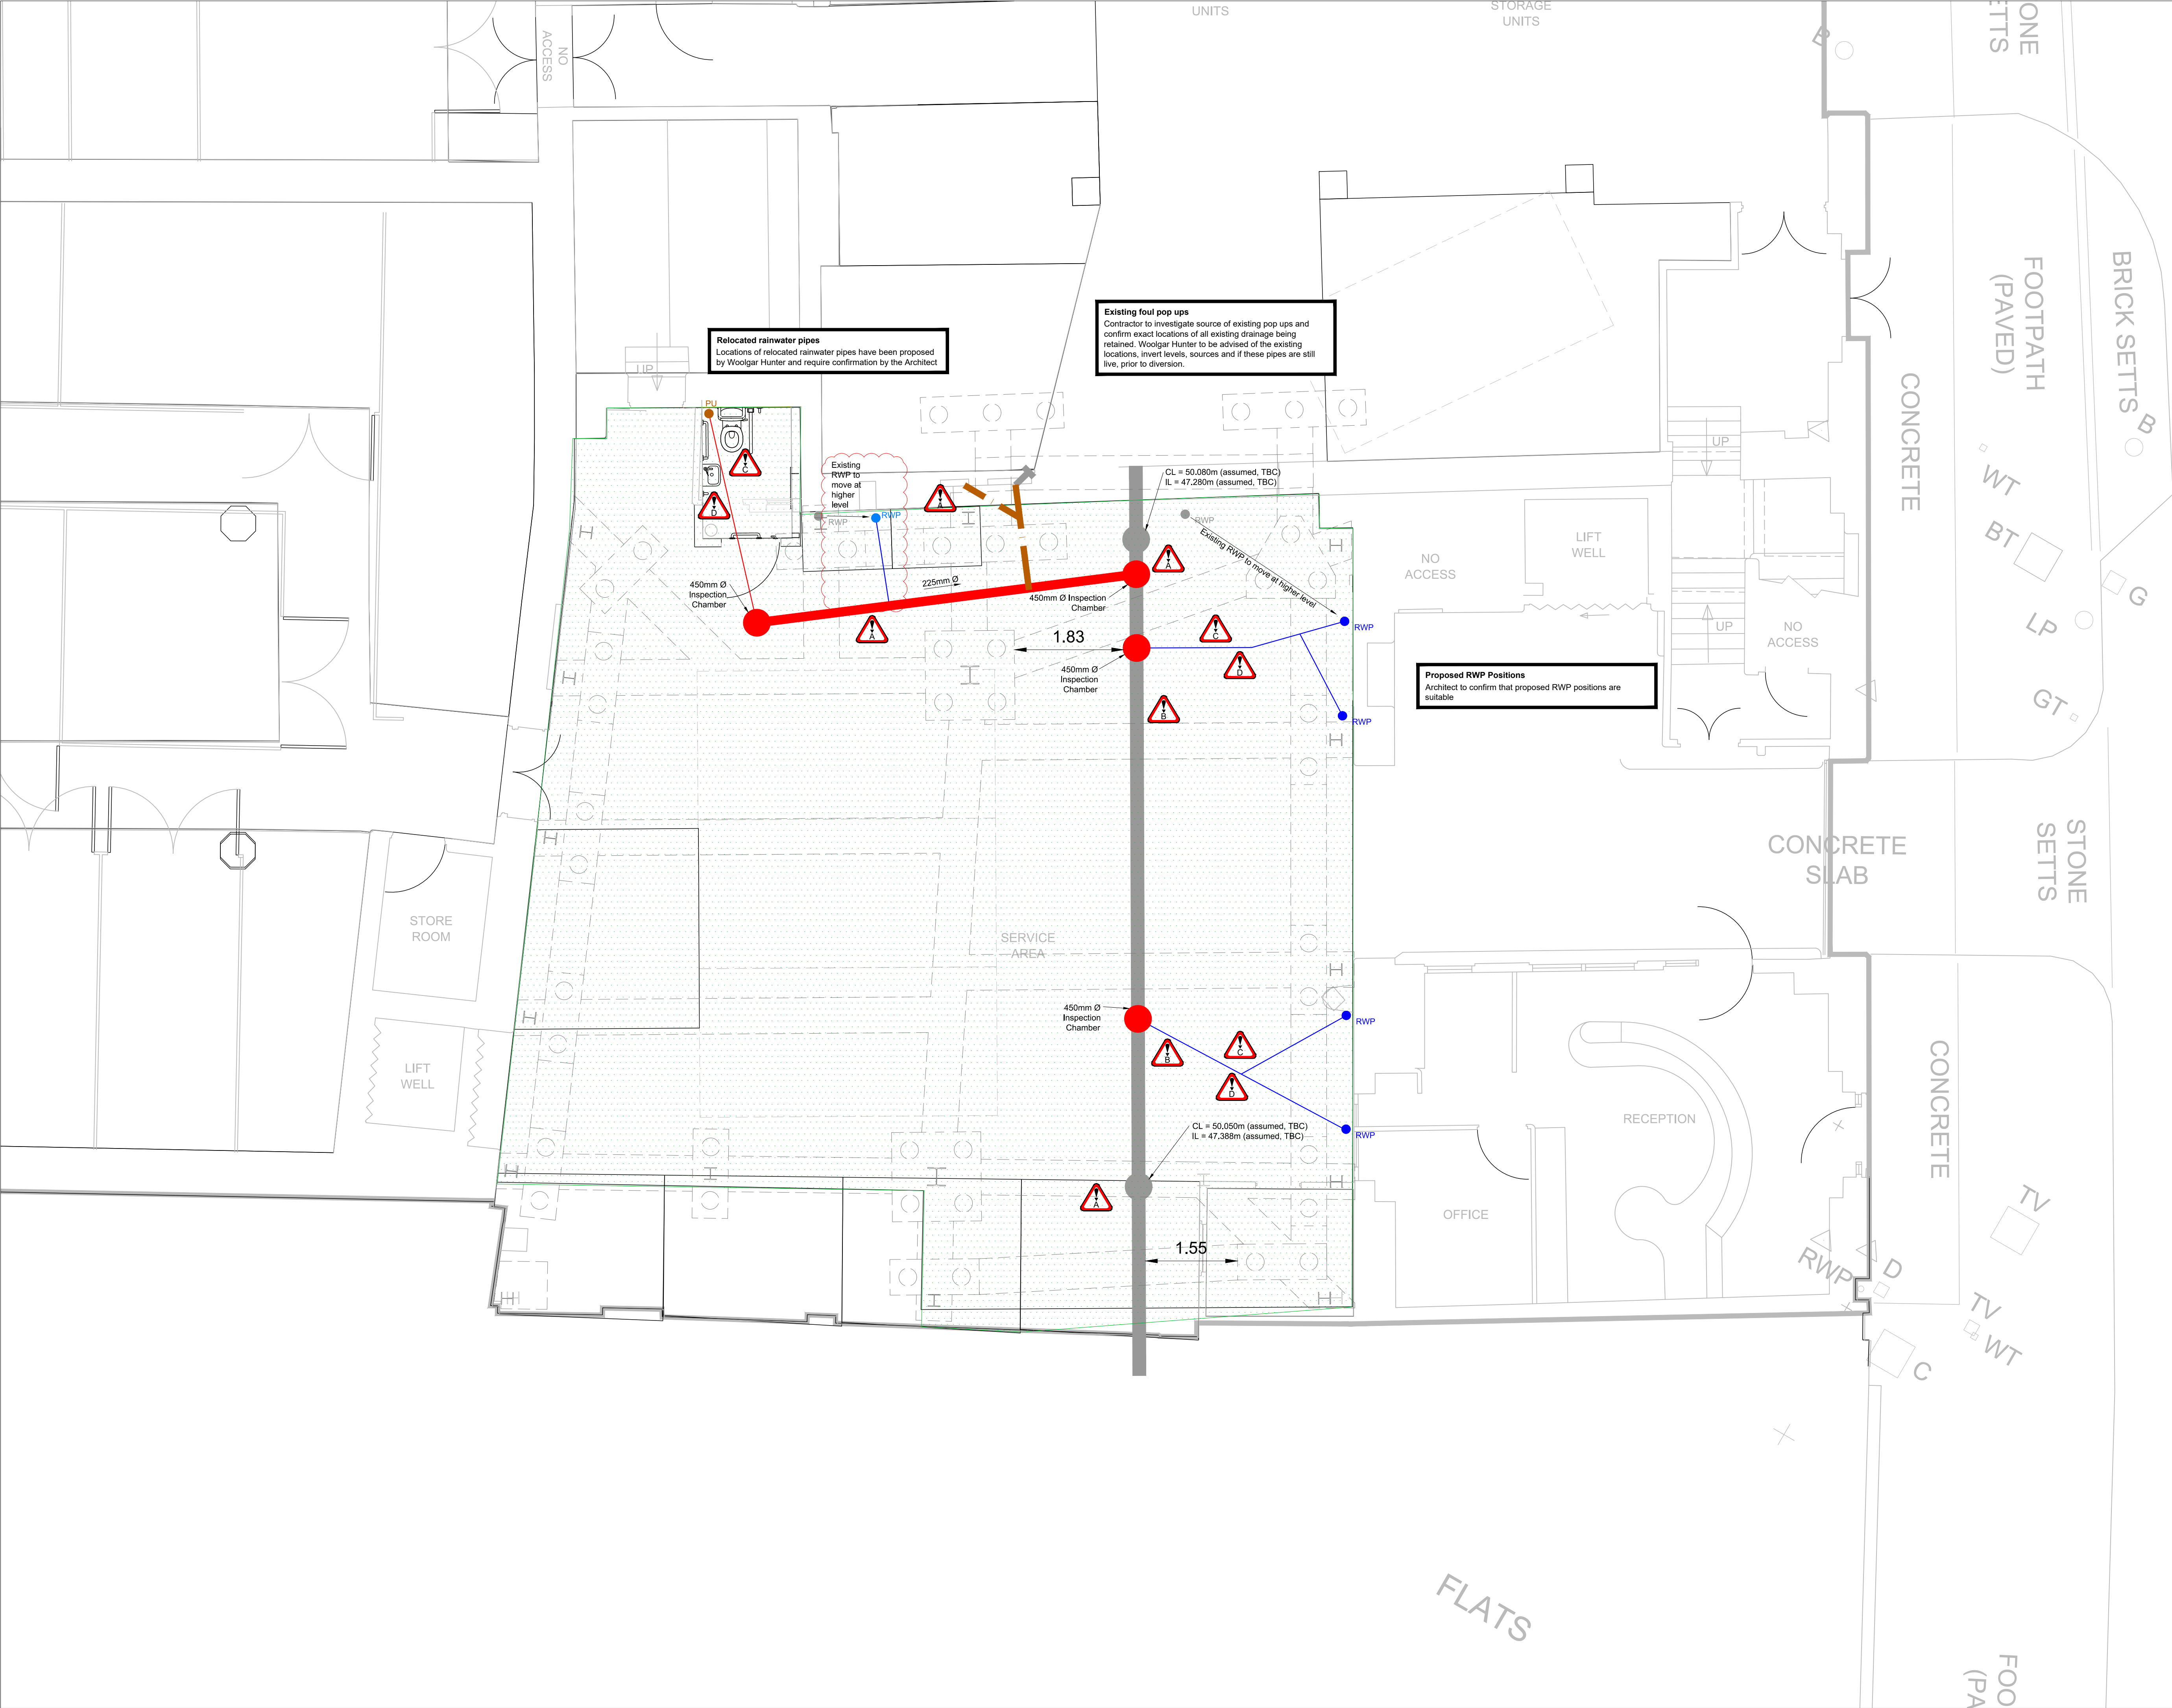 UNITS
STORAGE
UNITS
NO
ACCESS
B
STONE
SETTS
Existing foul pop ups
Contractor to investigate source of existing pop ups and
confirm exact locations of all existing drainage being
retained. Woolgar Hunter to be advised of the existing
locations, invert levels, sources and if these pipes are still
live, prior to diversion.
Relocated rainwater pipes
Locations of relocated rainwater pipes have been proposed
by Woolgar Hunter and require confirmation by the Architect
UP
FOOTPATH
(PAVED)
BRICK SETTS
CONCRETE
B
PU
C
D
Existing
RWP to
move at
higher
level
RWP
RWP
A
CL = 50.080m (assumed, TBC)
IL = 47.280m (assumed, TBC)
RWP
Existing RWP to move at higher level
A
UP
WT
BT
G
LP
GT
NO
ACCESS
LIFT
WELL
UP
NO
ACCESS
450mm Ø
Inspection
Chamber
225mm Ø
450mm Ø Inspection
Chamber
A
1.83
C
D
RWP
450mm Ø
Inspection
Chamber
B
RWP
Proposed RWP Positions
Architect to confirm that proposed RWP positions are
suitable
CONCRETE
SLAB
STONE
SETTS
STORE
ROOM
SERVICE
AREA
450mm Ø
Inspection
Chamber
RWP
B
C
D
LIFT
WELL
CL = 50.050m (assumed, TBC)
IL = 47.388m (assumed, TBC)
RWP
RECEPTION
CONCRETE
A
OFFICE
1.55
TV
RWP
D
TV
WT
C
FLATS